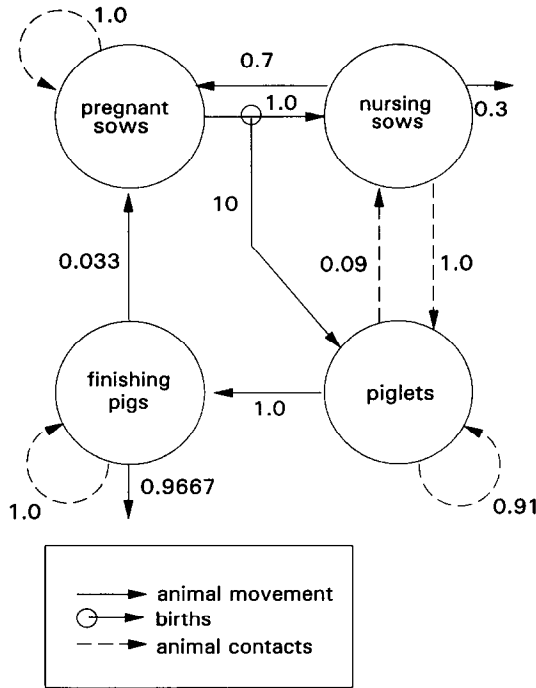 1.0
0.7
pregnant
sows
1.0
nursing
sows
0.3
10
0.033
0.09
1.0
finishing
pigs
piglets
1.0
1.0
0.9667
0.91
animal movement
births
animal contacts